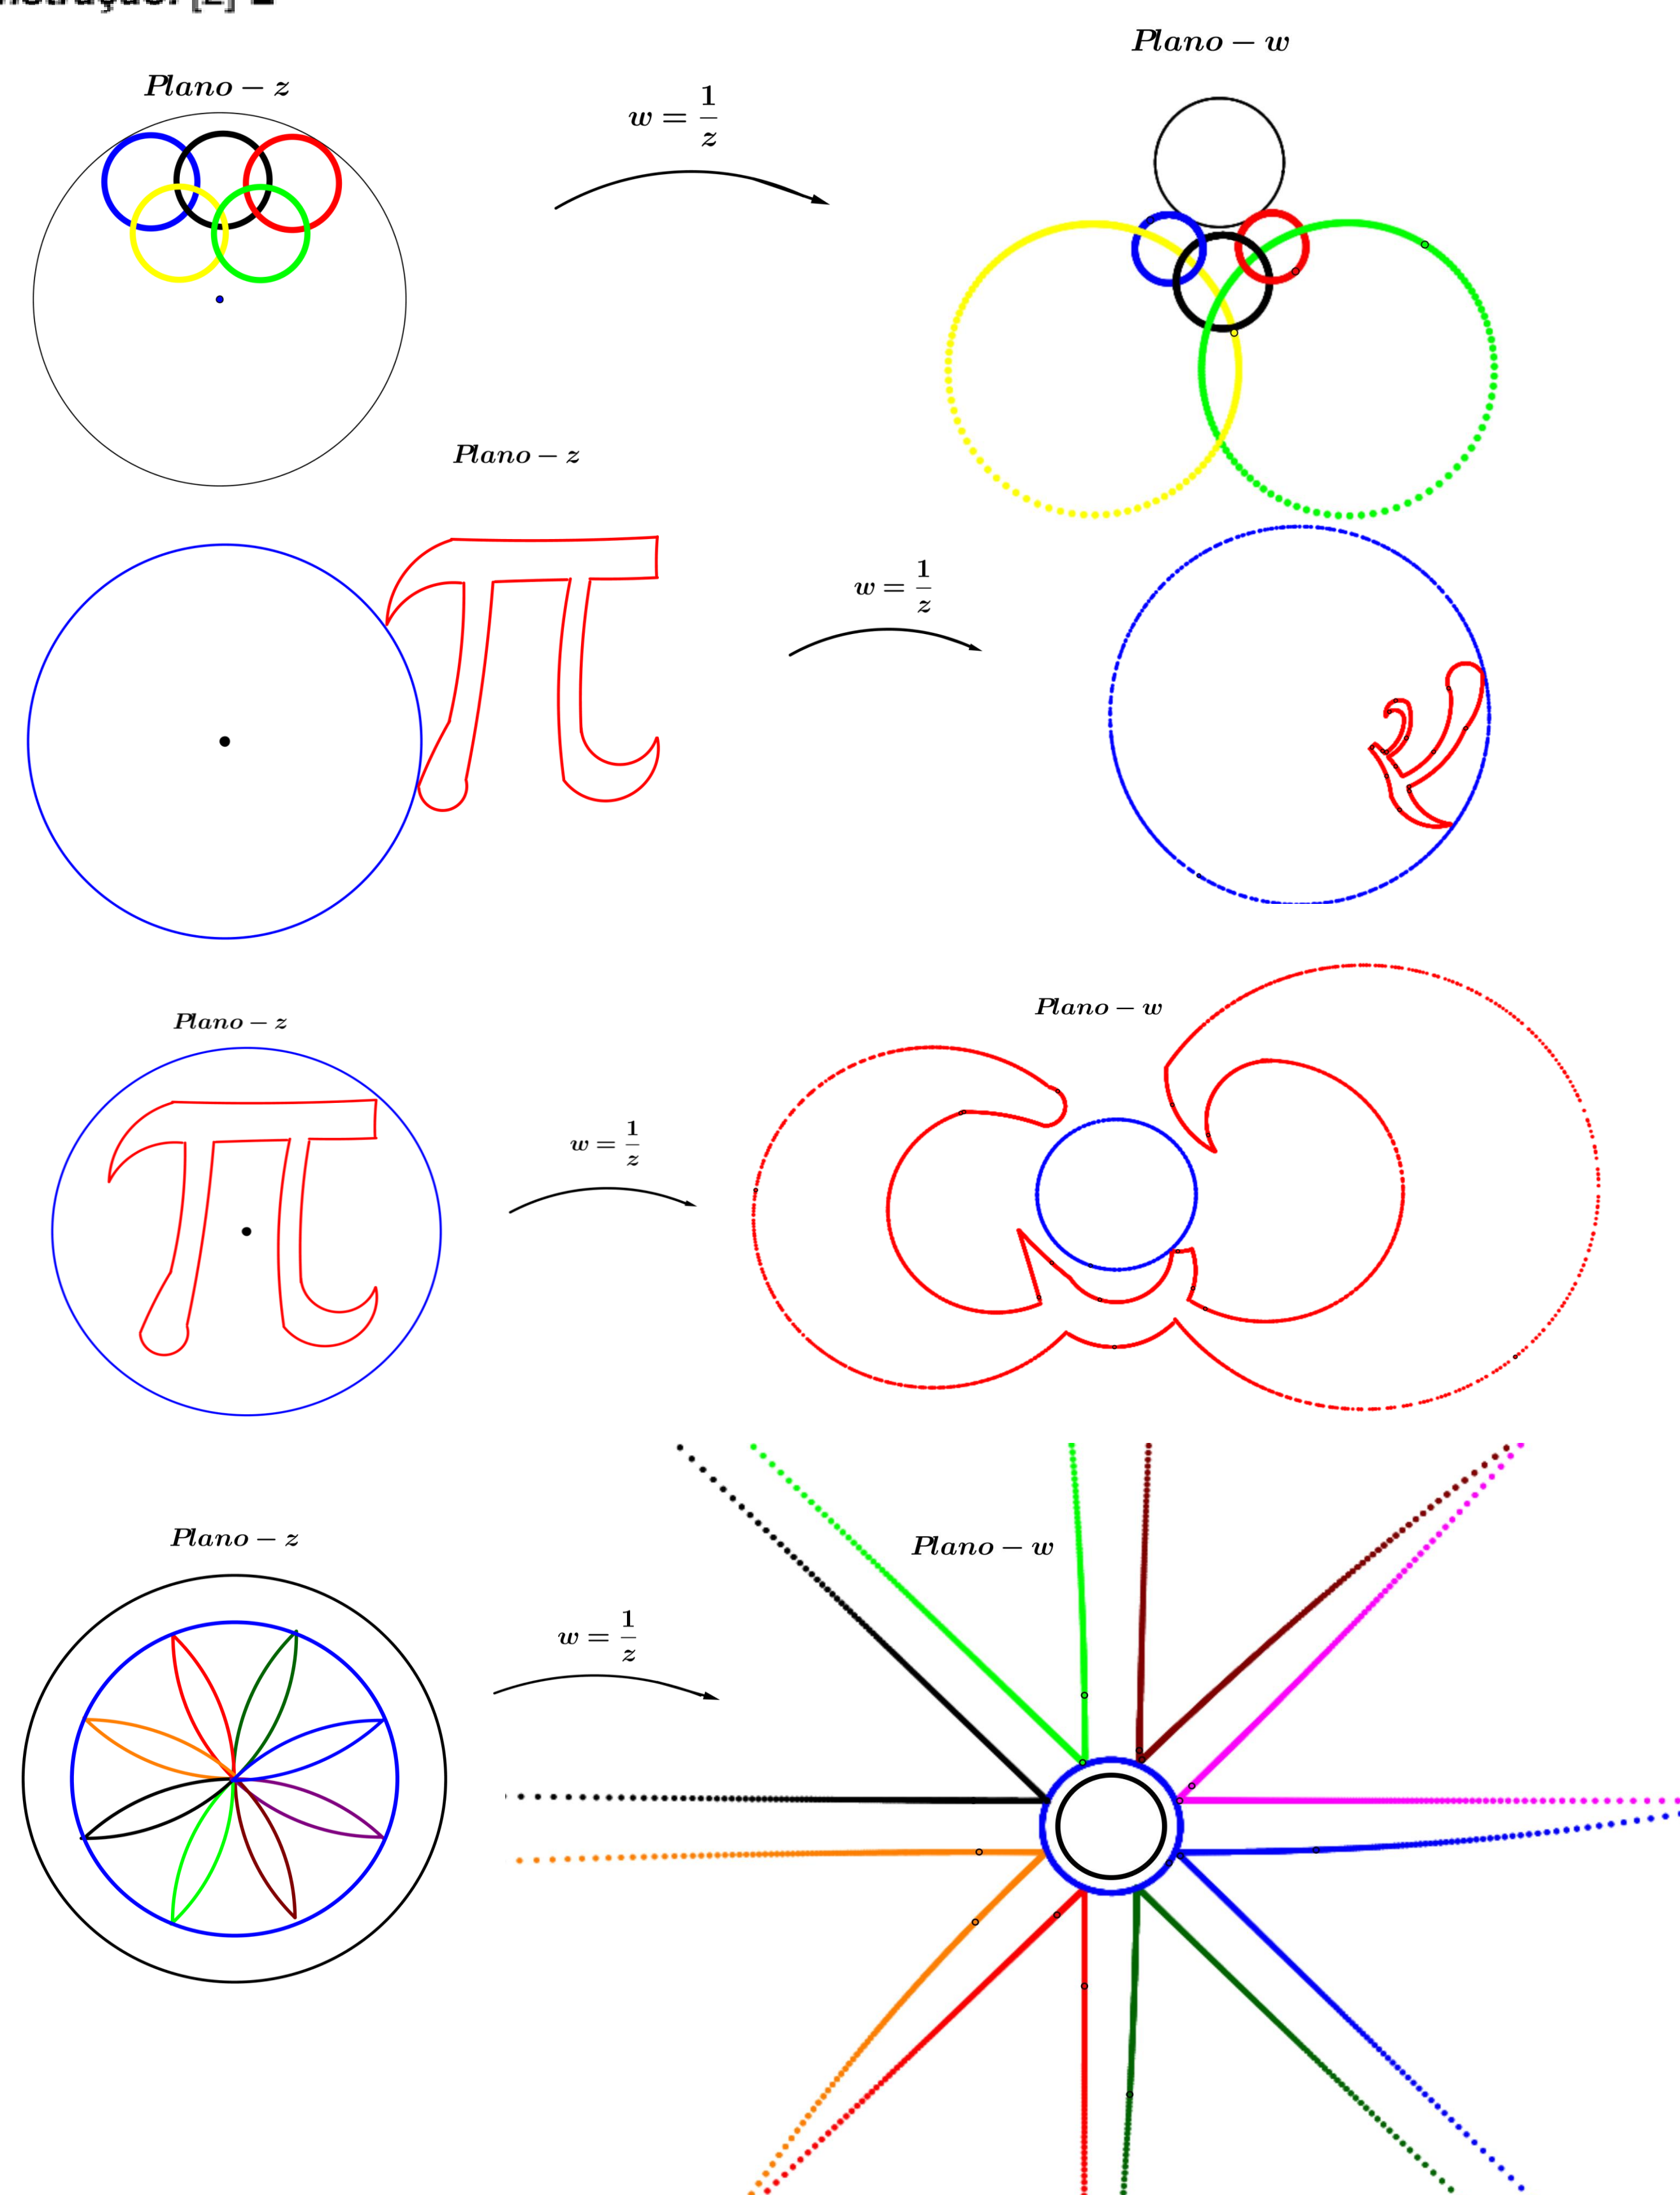 Plano − w
Plano − z
w = 1/z
Plano − z
w = 1/z
Plano − w
Plano − z
w = 1/z
Plano − w
Plano − z
w = 1/z